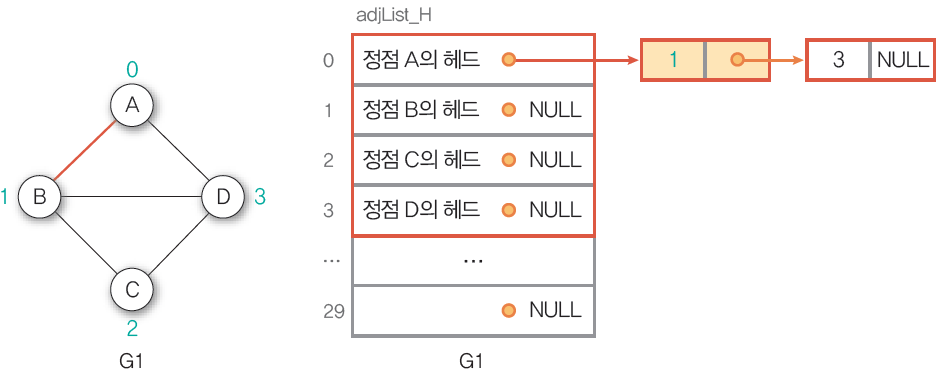 adjList_H
0
A
1
B
D
3
C
2
G1
0 정점 A의 헤드
1
3 NULL
1 정점 B의 헤드 NULL
2 정점 C의 헤드 NULL
3 정점 D의 헤드 NULL
... ...
29 NULL
G1